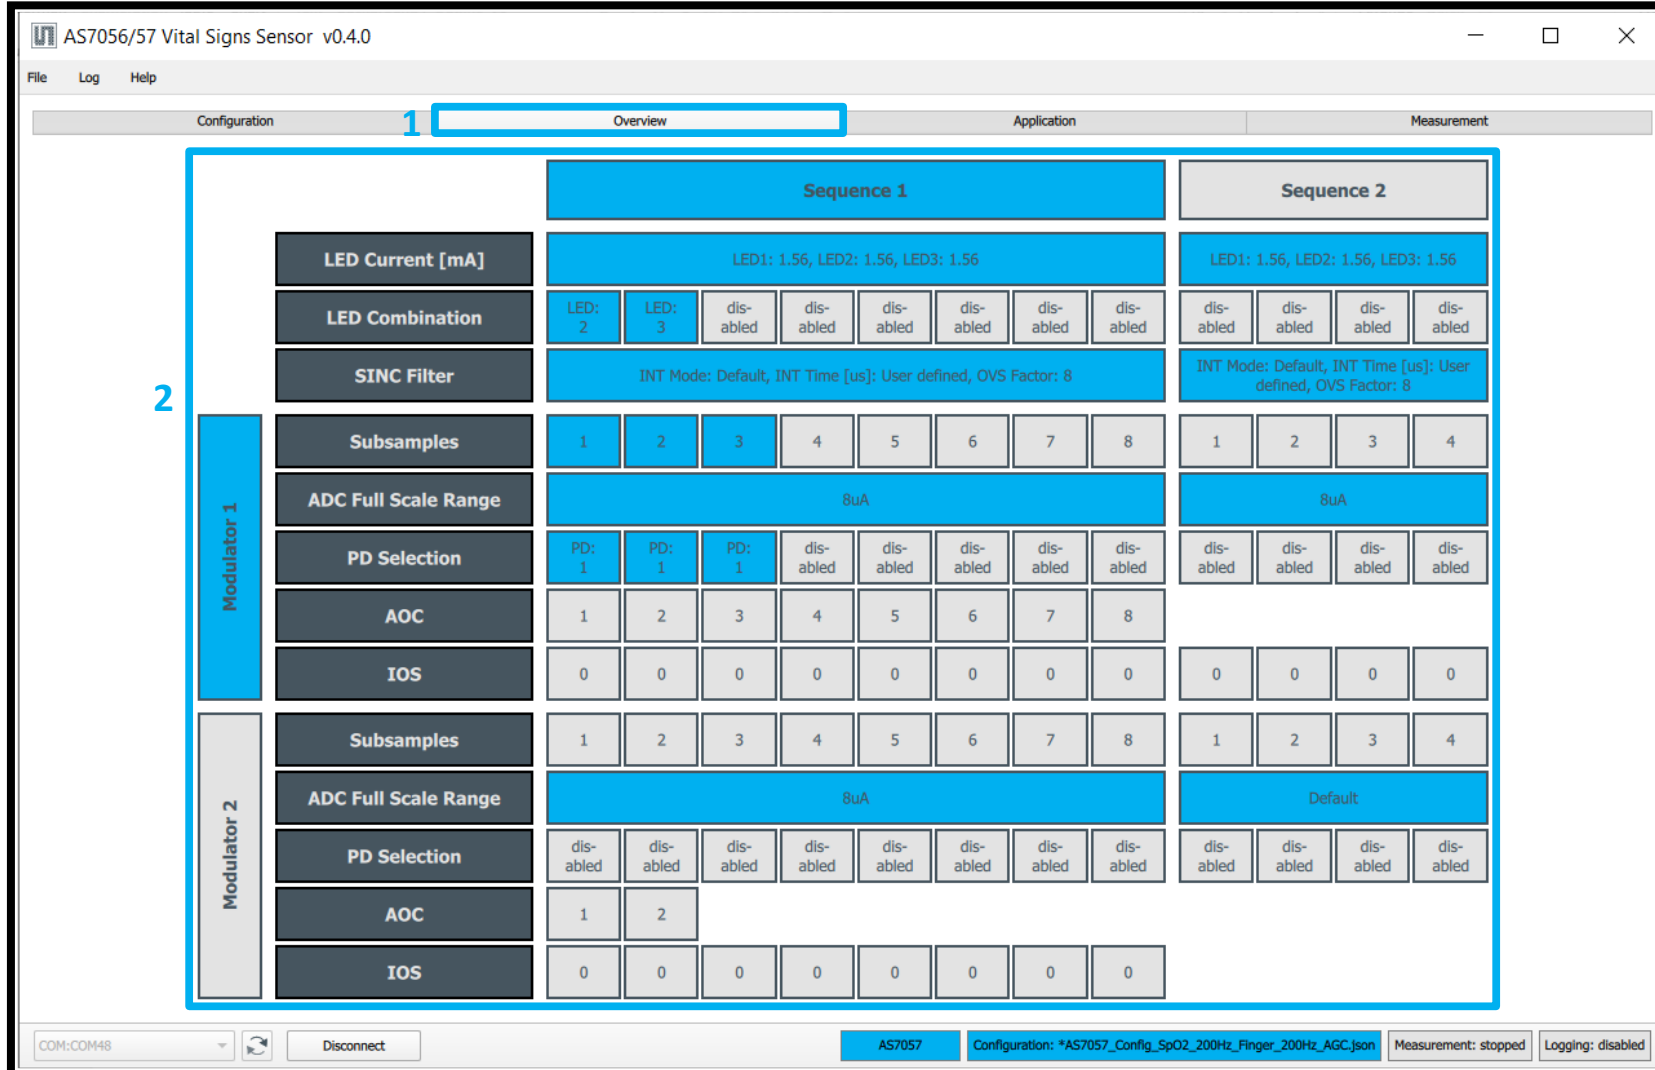 AS7056/57 Vital Signs Sensor v0.4.0
File Log Help
Configuration 1 Overview Application Measurement
Sequence 1 Sequence 2
LED Current [mA] LED1: 1.56, LED2: 1.56, LED3: 1.56 LED1: 1.56, LED2: 1.56, LED3: 1.56
LED Combination LED: 2 LED: 3 dis-abled dis-abled dis-abled dis-abled dis-abled dis-abled dis-abled dis-abled dis-abled dis-abled
SINC Filter INT Mode: Default, INT Time [us]: User defined, OVS Factor: 8 INT Mode: Default, INT Time [us]: User defined, OVS Factor: 8
2
Modulator 1
Subsamples 1 2 3 4 5 6 7 8 1 2 3 4
ADC Full Scale Range 8uA 8uA
PD Selection PD: 1 PD: 1 PD: 1 dis-abled dis-abled dis-abled dis-abled dis-abled dis-abled dis-abled dis-abled dis-abled
AOC 1 2 3 4 5 6 7 8
IOS 0 0 0 0 0 0 0 0 0 0 0 0
Modulator 2
Subsamples 1 2 3 4 5 6 7 8 1 2 3 4
ADC Full Scale Range 8uA Default
PD Selection dis-abled dis-abled dis-abled dis-abled dis-abled dis-abled dis-abled dis-abled dis-abled dis-abled dis-abled dis-abled
AOC 1 2
IOS 0 0 0 0 0 0 0 0
COM:COM48 Disconnect AS7057 Configuration: *AS7057_Config_SpO2_200Hz_Finger_200Hz_AGC.json Measurement: stopped Logging: disabled